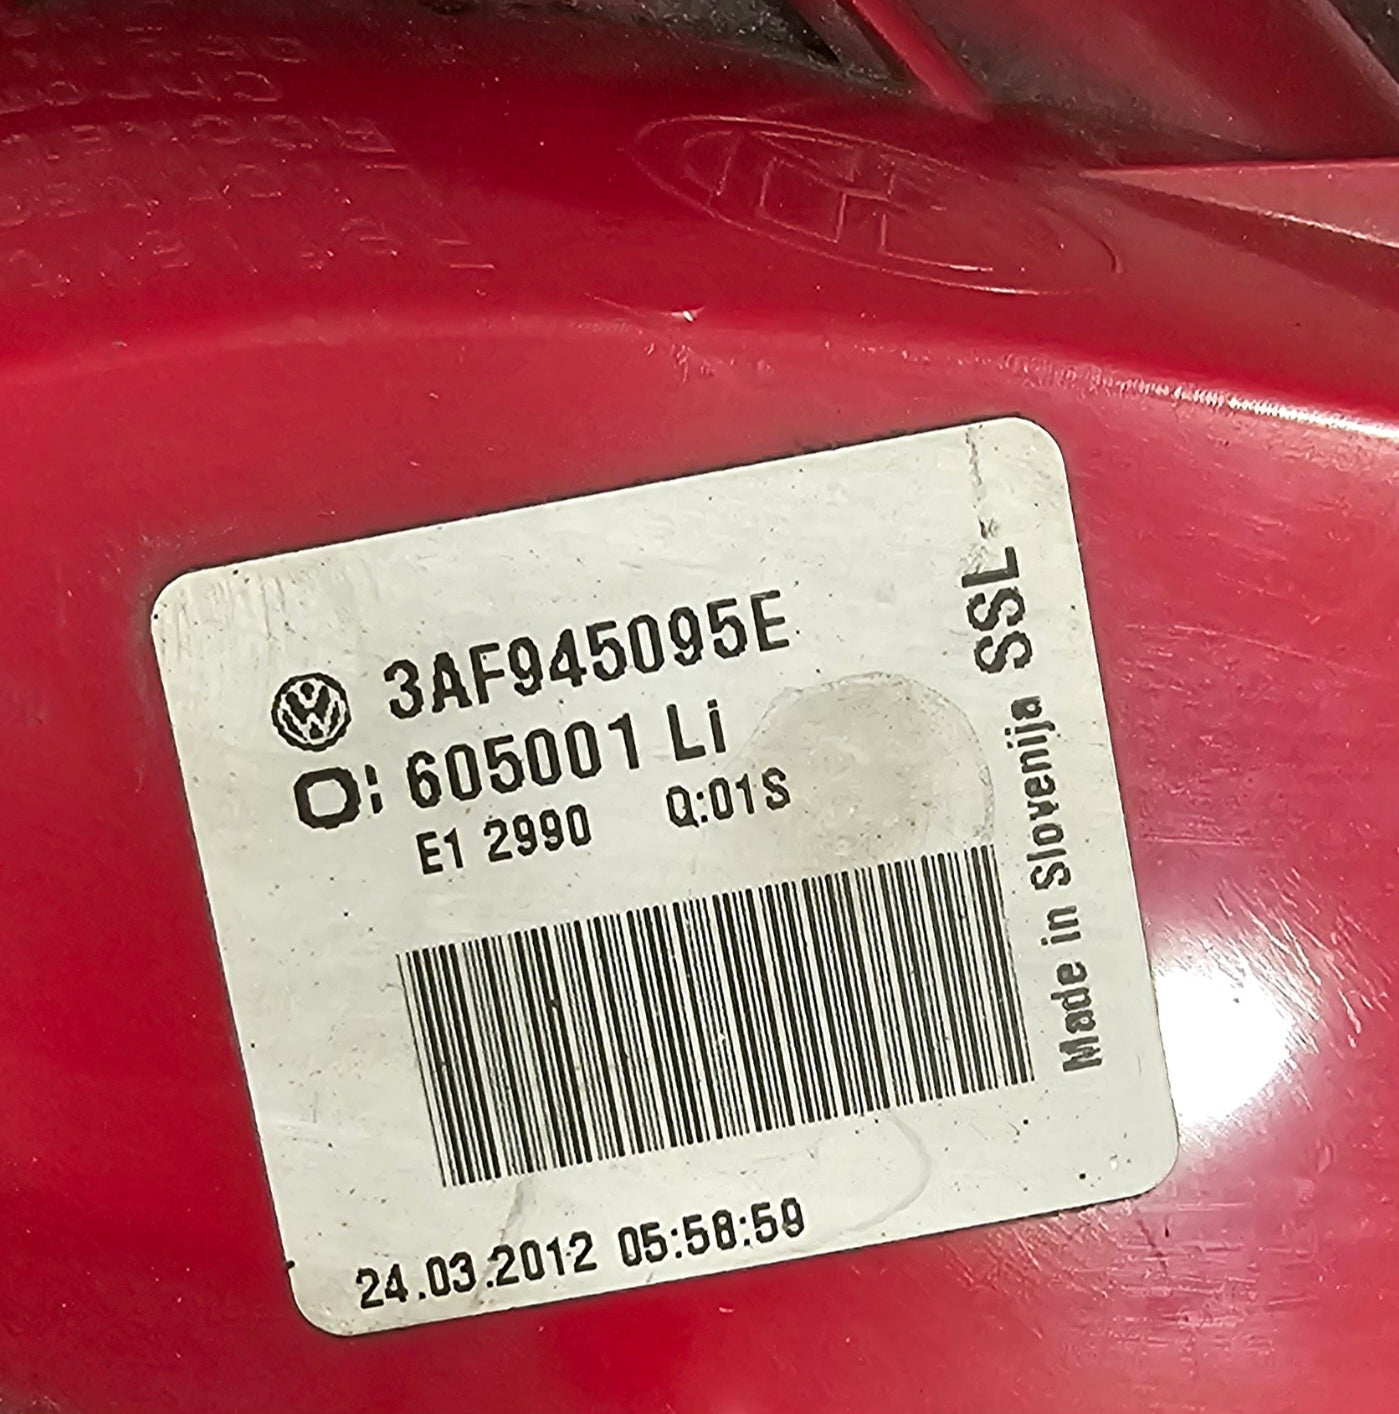 3AF945095E
O: 605001 Li
E1 2990 Q:01S
24.03.2012 05:58:59
SSL
Made in Slovenija